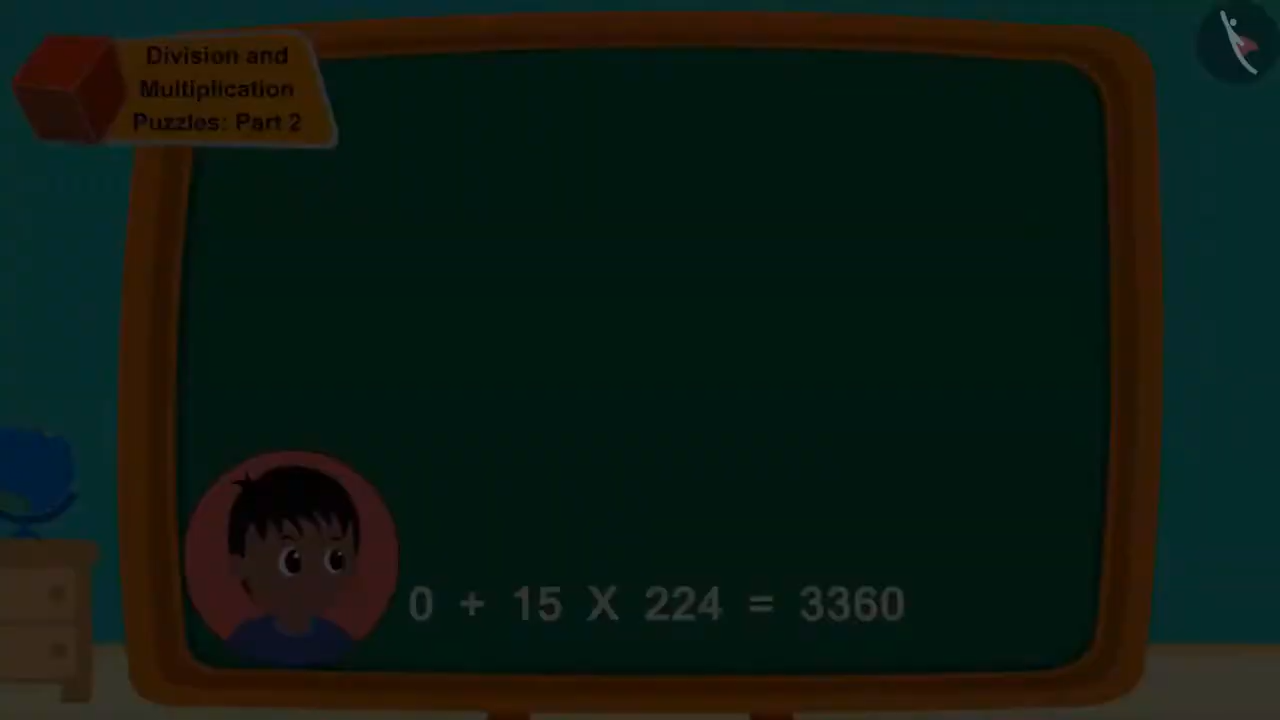 Division and
Multiplication
Puzzles: Part 2
0 + 15 X 224 = 3360